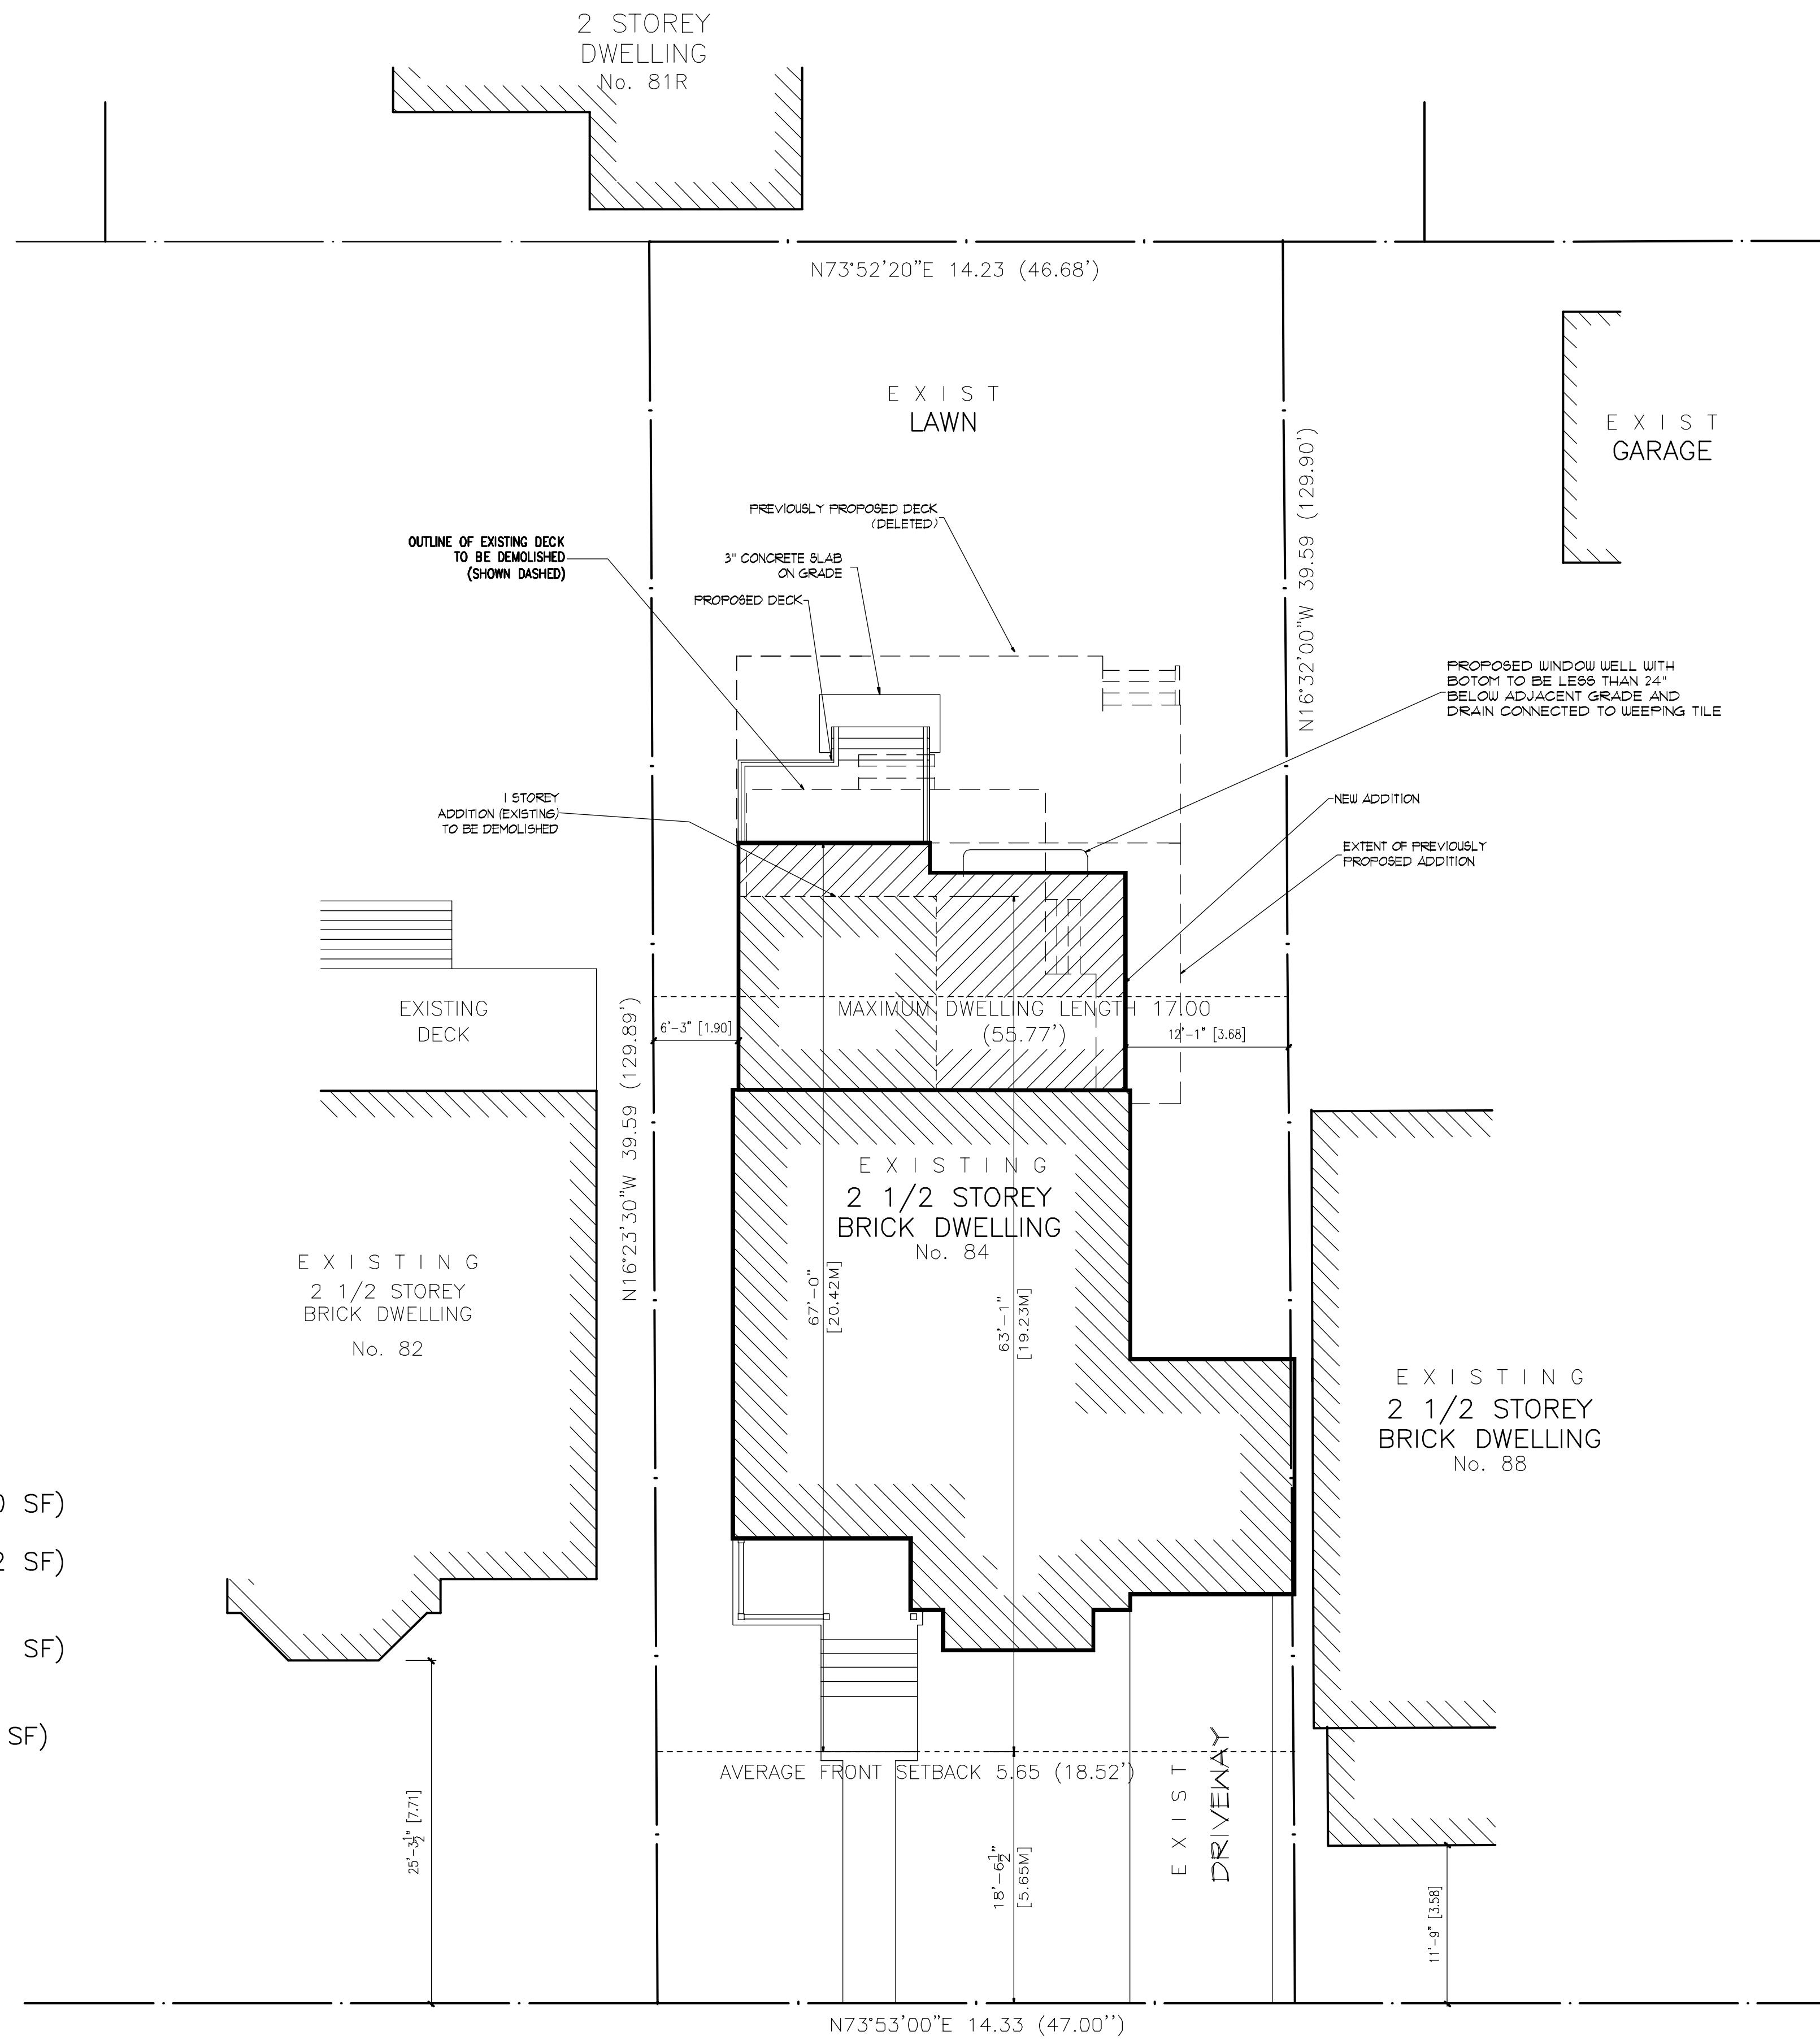 2 STOREY
DWELLING
No. 81R
N73°52'20"E 14.23 (46.68')
E X I S T
LAWN
E X I S T
GARAGE
N16°32'00"W 39.59 (129.90')
PREVIOUSLY PROPOSED DECK
(DELETED)
OUTLINE OF EXISTING DECK
TO BE DEMOLISHED
(SHOWN DASHED)
3" CONCRETE SLAB
ON GRADE
PROPOSED DECK
PROPOSED WINDOW WELL WITH
BOTOM TO BE LESS THAN 24"
BELOW ADJACENT GRADE AND
DRAIN CONNECTED TO WEEPING TILE
1 STOREY
ADDITION (EXISTING)
TO BE DEMOLISHED
NEW ADDITION
EXTENT OF PREVIOUSLY
PROPOSED ADDITION
EXISTING
DECK
MAXIMUM DWELLING LENGTH 17.00
(55.77')
6'-3" [1.90]
12'-1" [3.68]
N16°23'30"W 39.59 (129.89')
E X I S T I N G
2 1/2 STOREY
BRICK DWELLING
No. 84
67'-0"
[20.42M]
63'-1"
[19.23M]
E X I S T I N G
2 1/2 STOREY
BRICK DWELLING
No. 82
E X I S T I N G
2 1/2 STOREY
BRICK DWELLING
No. 88
SF)
SF)
SF)
SF)
AVERAGE FRONT SETBACK 5.65 (18.52')
E X I S T
DRIVEWAY
25'-3 1/2" [7.71]
18'-6 1/2"
[5.65M]
11'-9" [3.58]
N73°53'00"E 14.33 (47.00'')